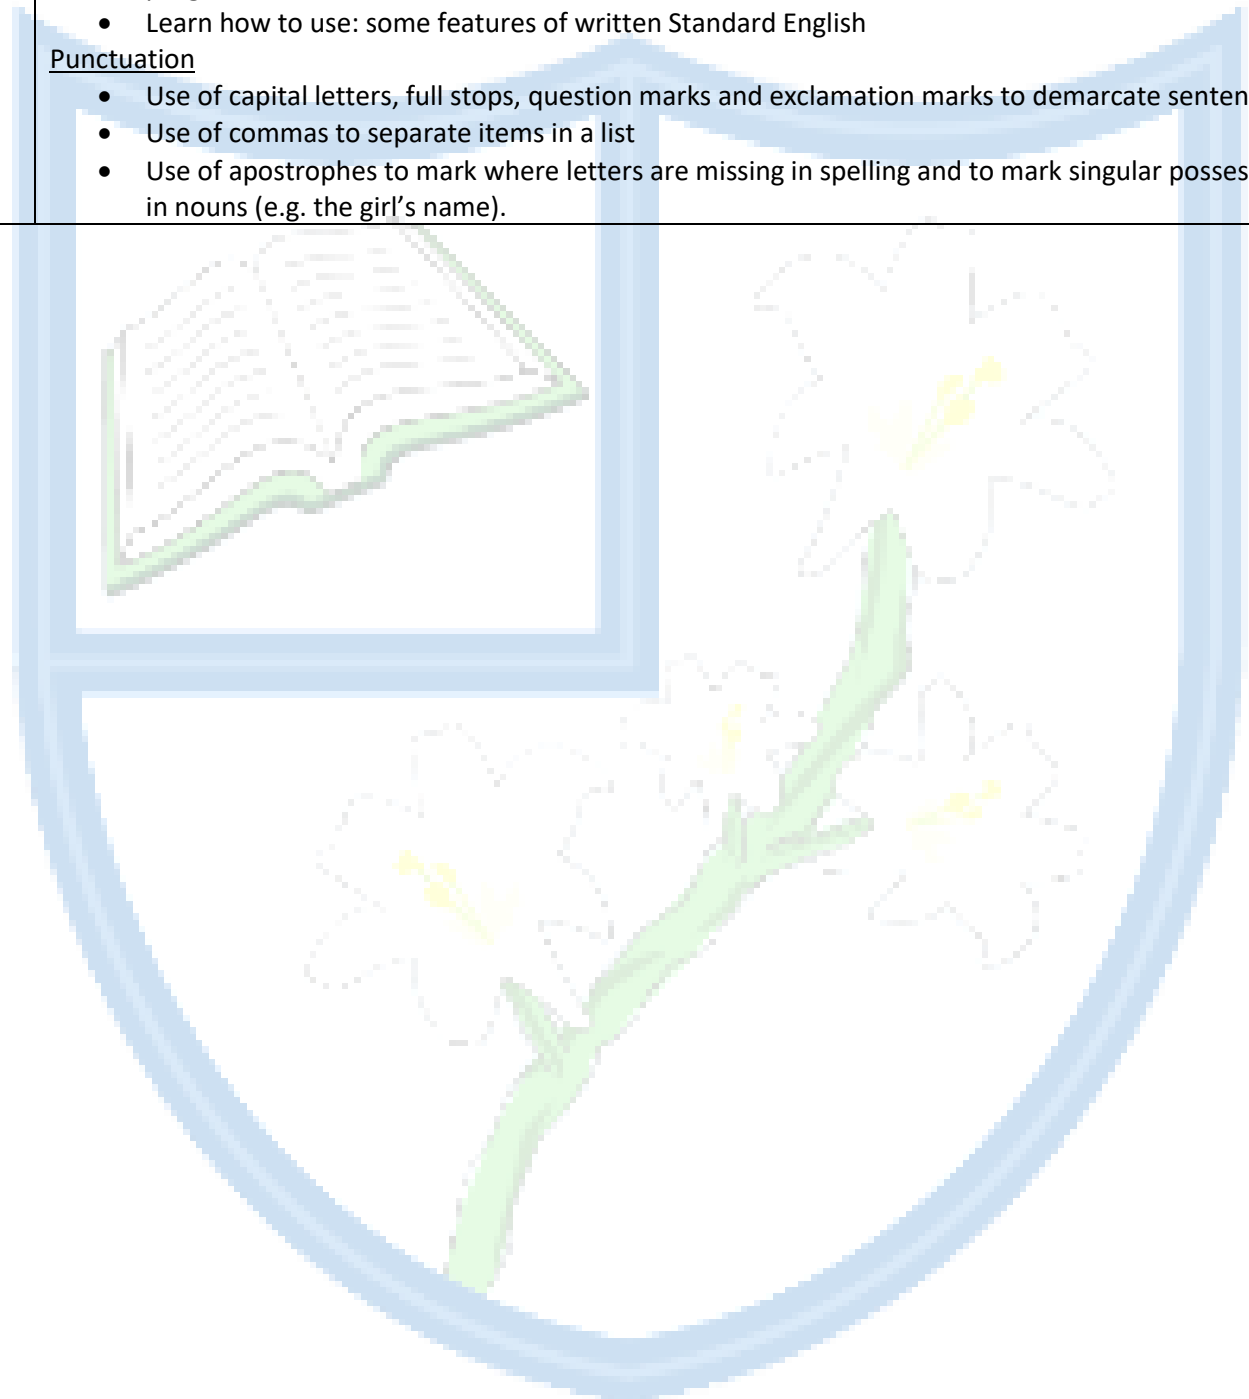 • Learn how to use: some features of written Standard English
Punctuation
• Use of capital letters, full stops, question marks and exclamation marks to demarcate senten
• Use of commas to separate items in a list
• Use of apostrophes to mark where letters are missing in spelling and to mark singular posses
in nouns (e.g. the girl's name).